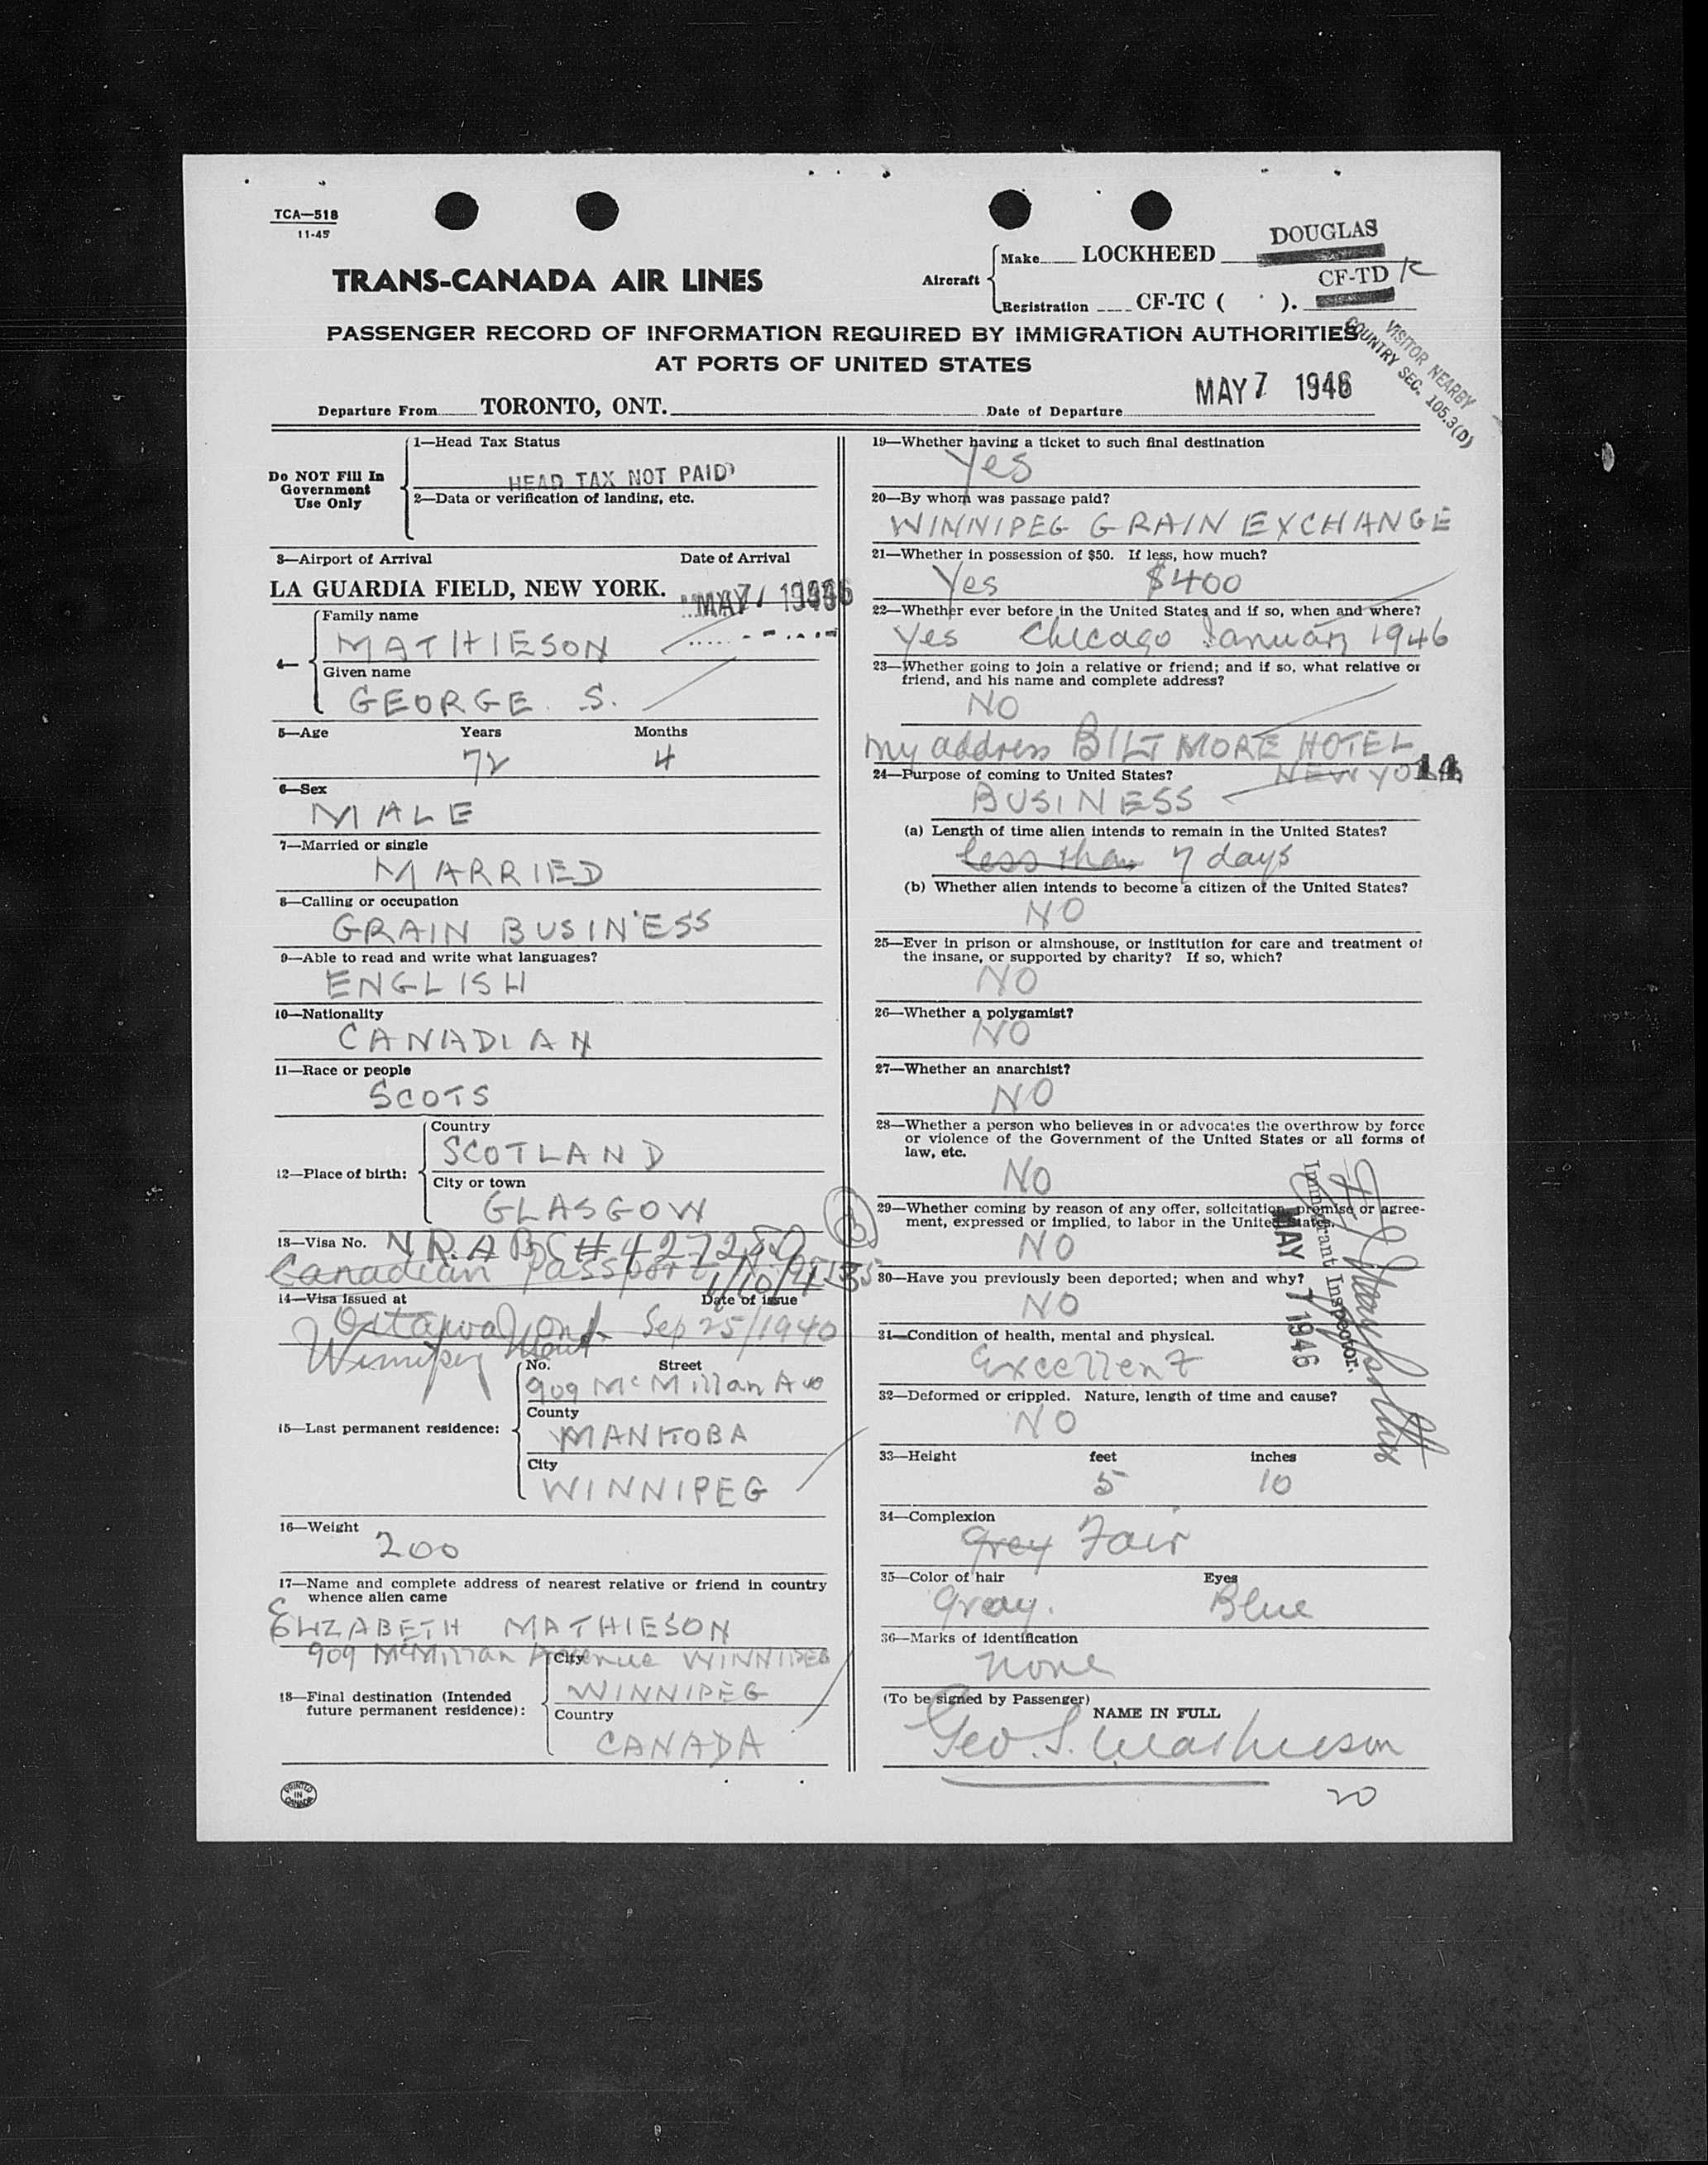 TCA—518
11-45
DOUGLAS
Make LOCKHEED
TRANS-CANADA AIR LINES
Aircraft
CF-TD K
Registration CF-TC ( ).
PASSENGER RECORD OF INFORMATION REQUIRED BY IMMIGRATION AUTHORITIES
AT PORTS OF UNITED STATES
VISITOR NEARBY
COUNTRY SEC. 105.3(D)
Departure From TORONTO, ONT. Date of Departure MAY 7 1946
1—Head Tax Status
Do NOT Fill In
Government
Use Only
HEAD TAX NOT PAID
2—Data or verification of landing, etc.
3—Airport of Arrival Date of Arrival
LA GUARDIA FIELD, NEW YORK. MAY 7 1946
4—
Family name
MATHIESON
Given name
GEORGE S.
5—Age Years Months
72 4
6—Sex
MALE
7—Married or single
MARRIED
8—Calling or occupation
GRAIN BUSINESS
9—Able to read and write what languages?
ENGLISH
10—Nationality
CANADIAN
11—Race or people
SCOTS
12—Place of birth:
Country
SCOTLAND
City or town
GLASGOW
13—Visa No. N.R.A.B.C # 427280
Canadian Passport
14—Visa issued at Date of issue
Ottawa Ont. Sep 25/1940
Winnipeg
15—Last permanent residence:
No. Street
909 McMillan Ave
County
MANITOBA
City
WINNIPEG
16—Weight
200
17—Name and complete address of nearest relative or friend in country
whence alien came
ELIZABETH MATHIESON
909 McMillan Avenue WINNIPEG
18—Final destination (Intended
future permanent residence):
City
WINNIPEG
Country
CANADA
PRINTED
IN
CANADA
19—Whether having a ticket to such final destination
Yes
20—By whom was passage paid?
WINNIPEG GRAIN EXCHANGE
21—Whether in possession of $50. If less, how much?
Yes $400
22—Whether ever before in the United States and if so, when and where?
Yes Chicago January 1946
23—Whether going to join a relative or friend; and if so, what relative or
friend, and his name and complete address?
NO
my address BILTMORE HOTEL
NEW YORK
14
24—Purpose of coming to United States?
BUSINESS
(a) Length of time alien intends to remain in the United States?
less than 7 days
(b) Whether alien intends to become a citizen of the United States?
NO
25—Ever in prison or almshouse, or institution for care and treatment of
the insane, or supported by charity? If so, which?
NO
26—Whether a polygamist?
NO
27—Whether an anarchist?
NO
28—Whether a person who believes in or advocates the overthrow by force
or violence of the Government of the United States or all forms of
law, etc.
NO
29—Whether coming by reason of any offer, solicitation, promise or agree-
ment, expressed or implied, to labor in the United States.
NO
30—Have you previously been deported; when and why?
NO
MAY 7 1946
Immigrant Inspector.
31—Condition of health, mental and physical.
Excellent
32—Deformed or crippled. Nature, length of time and cause?
NO
33—Height feet inches
5 10
34—Complexion
Grey Fair
35—Color of hair Eyes
Gray. Blue
36—Marks of identification
none
(To be signed by Passenger)
NAME IN FULL
Geo. S. Mathieson
20